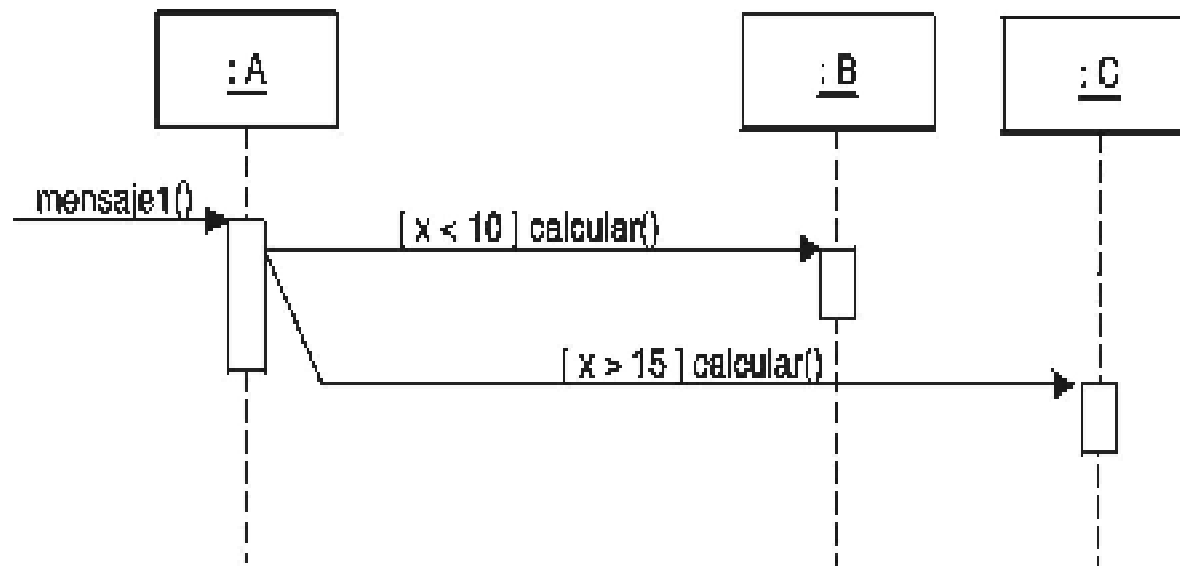 : A
: B
: C
mensaje1()
[ x < 10 ] calcular()
[ x > 15 ] calcular()